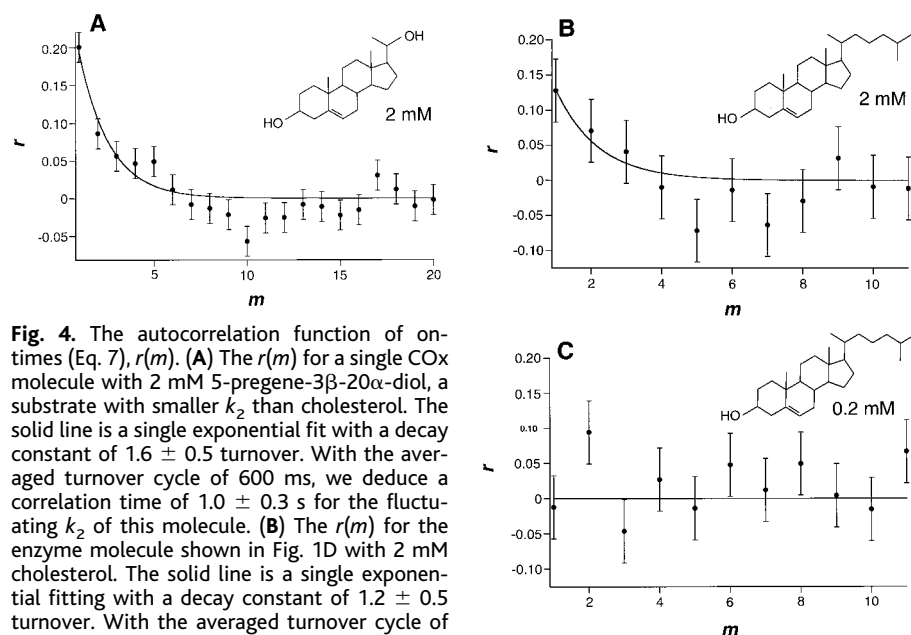 A
OH
HO
2 mM
0.20
0.15
0.10
0.05
0
-0.05
r
5
10
15
20
m
B
HO
2 mM
0.20
0.15
0.10
0.05
0
-0.05
-0.10
r
2
4
6
8
10
m
Fig. 4. The autocorrelation function of on-
times (Eq. 7), r(m). (A) The r(m) for a single COx
molecule with 2 mM 5-pregene-3β-20α-diol, a
substrate with smaller k₂ than cholesterol. The
solid line is a single exponential fit with a decay
constant of 1.6 ± 0.5 turnover. With the aver-
aged turnover cycle of 600 ms, we deduce a
correlation time of 1.0 ± 0.3 s for the fluctu-
ating k₂ of this molecule. (B) The r(m) for the
enzyme molecule shown in Fig. 1D with 2 mM
cholesterol. The solid line is a single exponen-
tial fitting with a decay constant of 1.2 ± 0.5
turnover. With the averaged turnover cycle of
C
HO
0.2 mM
0.20
0.15
0.10
0.05
0
-0.05
-0.10
r
2
4
6
8
10
m